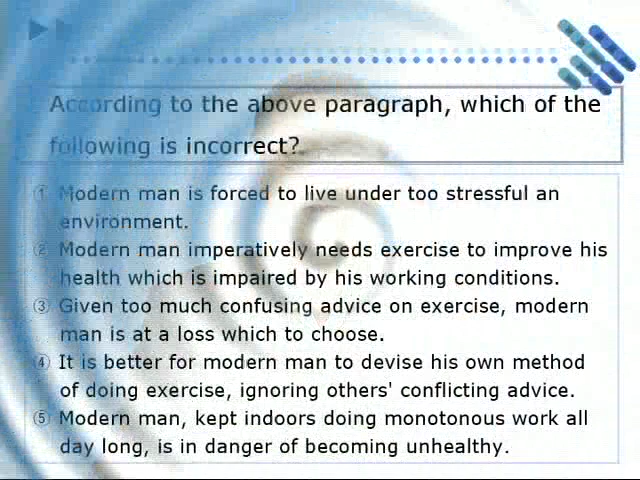 According to the above paragraph, which of the
following is incorrect?
① Modern man is forced to live under too stressful an
environment.
② Modern man imperatively needs exercise to improve his
health which is impaired by his working conditions.
③ Given too much confusing advice on exercise, modern
man is at a loss which to choose.
④ It is better for modern man to devise his own method
of doing exercise, ignoring others' conflicting advice.
⑤ Modern man, kept indoors doing monotonous work all
day long, is in danger of becoming unhealthy.